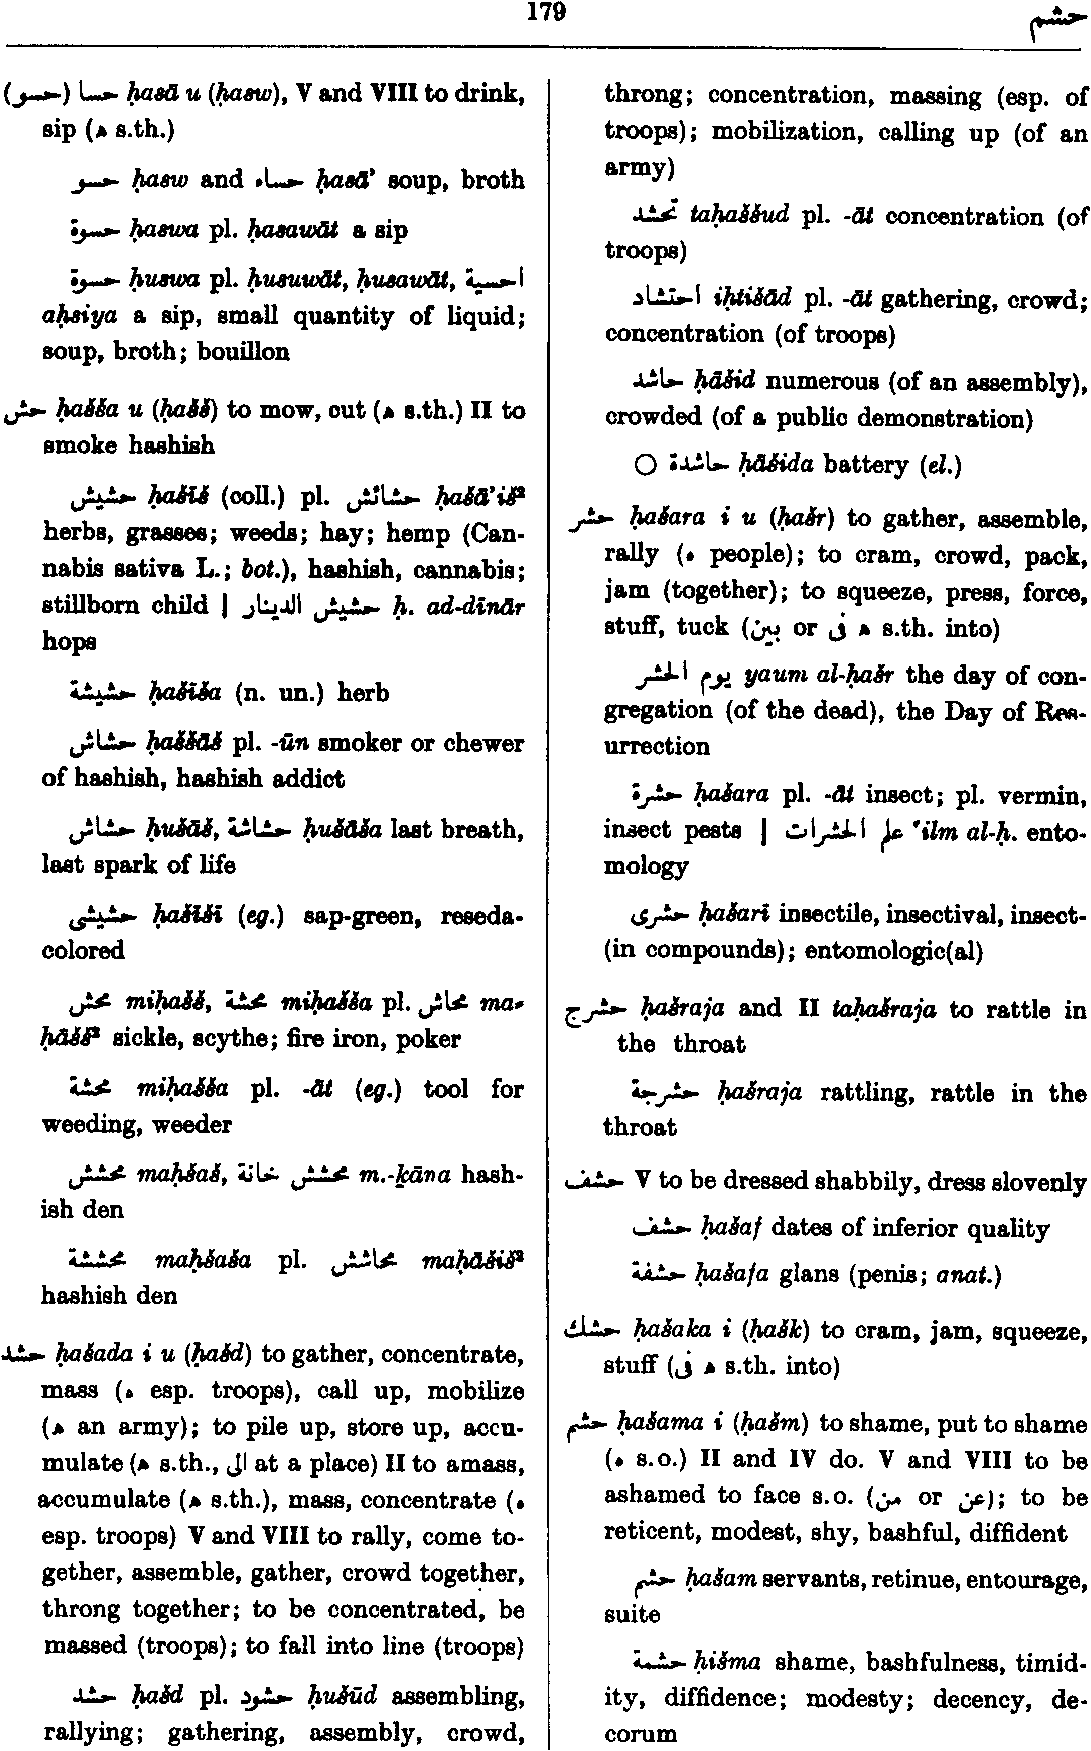 179
حشم
(حسو) حسا ḥasā u (ḥasw), V and VIII to drink,
sip (ه s.th.)
حسو ḥasw and حساء ḥasā’ soup, broth
حسوة ḥaswa pl. ḥasawāt a sip
حسوة ḥuswa pl. ḥusuwāt, ḥusawāt, احسية
aḥsiya a sip, small quantity of liquid;
soup, broth; bouillon
حش ḥašša u (ḥašš) to mow, cut (ه s.th.) II to
smoke hashish
حشيش ḥašīš (coll.) pl. حشائش ḥašā’iš²
herbs, grasses; weeds; hay; hemp (Can-
nabis sativa L.; bot.), hashish, cannabis;
stillborn child | حشيش الدينار ḥ. ad-dīnār
hops
حشيشة ḥašīša (n. un.) herb
حشاش ḥaššāš pl. -ūn smoker or chewer
of hashish, hashish addict
حشاش ḥušāš, حشاشة ḥušāša last breath,
last spark of life
حشيشى ḥašīšī (eg.) sap-green, reseda-
colored
محش miḥašš, محشة miḥašša pl. محاش ma-
ḥāšš² sickle, scythe; fire iron, poker
محشة miḥašša pl. -āt (eg.) tool for
weeding, weeder
محشش maḥšaš, محشش خانة m.-ḵāna hash-
ish den
محششة maḥšaša pl. محاشش maḥāšiš²
hashish den
حشد ḥašada i u (ḥašd) to gather, concentrate,
mass (ه esp. troops), call up, mobilize
(ه an army); to pile up, store up, accu-
mulate (ه s.th., الى at a place) II to amass,
accumulate (ه s.th.), mass, concentrate (ه
esp. troops) V and VIII to rally, come to-
gether, assemble, gather, crowd together,
throng together; to be concentrated, be
massed (troops); to fall into line (troops)
حشد ḥašd pl. حشود ḥušūd assembling,
rallying; gathering, assembly, crowd,
throng; concentration, massing (esp. of
troops); mobilization, calling up (of an
army)
تحشد taḥaššud pl. -āt concentration (of
troops)
احتشاد iḥtišād pl. -āt gathering, crowd;
concentration (of troops)
حاشد ḥāšid numerous (of an assembly),
crowded (of a public demonstration)
○ حاشدة ḥāšida battery (el.)
حشر ḥašara i u (ḥašr) to gather, assemble,
rally (ه people); to cram, crowd, pack,
jam (together); to squeeze, press, force,
stuff, tuck (بين or فى ه s.th. into)
يوم الحشر yaum al-ḥašr the day of con-
gregation (of the dead), the Day of Res-
urrection
حشرة ḥašara pl. -āt insect; pl. vermin,
insect pests | علم الحشرات ‘ilm al-ḥ. ento-
mology
حشرى ḥašarī insectile, insectival, insect-
(in compounds); entomologic(al)
حشرج ḥašraja and II taḥašraja to rattle in
the throat
حشرجة ḥašraja rattling, rattle in the
throat
حشف V to be dressed shabbily, dress slovenly
حشف ḥašaf dates of inferior quality
حشفة ḥašafa glans (penis; anat.)
حشك ḥašaka i (ḥašk) to cram, jam, squeeze,
stuff (فى ه s.th. into)
حشم ḥašama i (ḥašm) to shame, put to shame
(ه s.o.) II and IV do. V and VIII to be
ashamed to face s.o. (من or عن); to be
reticent, modest, shy, bashful, diffident
حشم ḥašam servants, retinue, entourage,
suite
حشمة ḥišma shame, bashfulness, timid-
ity, diffidence; modesty; decency, de-
corum